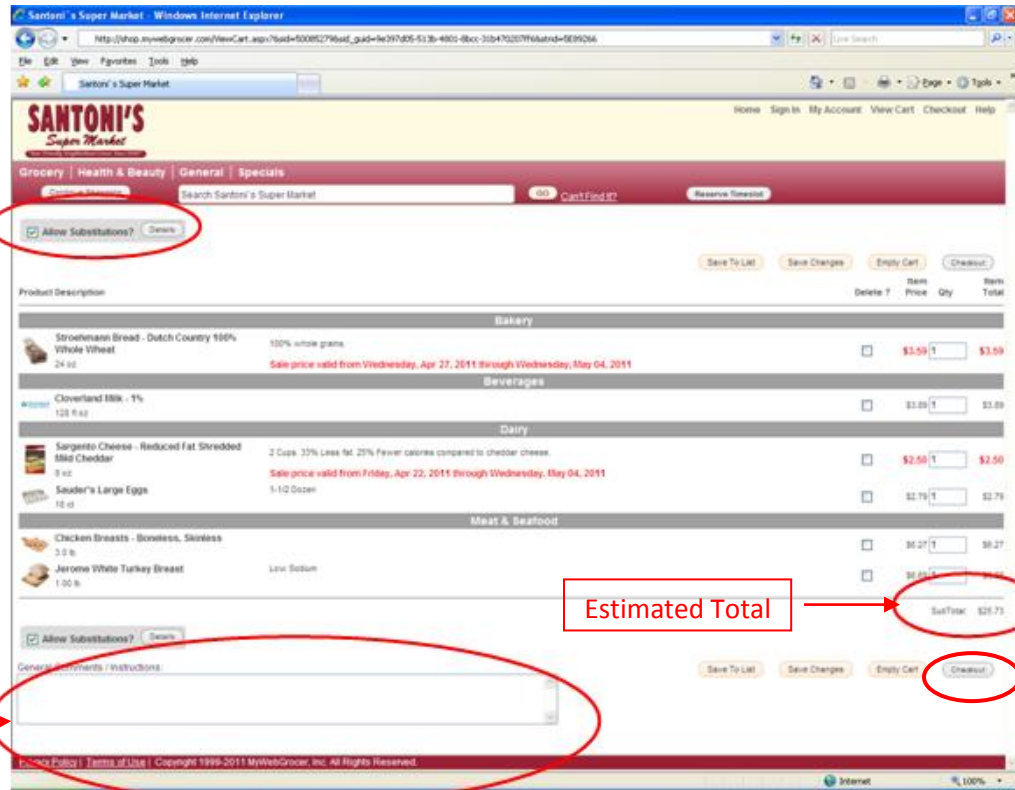 Santoni`s Super Market - Windows Internet Explorer
Live Search
File Edit View Favorites Tools Help
Santoni`s Super Market
Page Tools
SANTONI'S
Super Market
Home Sign In My Account View Cart Checkout Help
Grocery | Health & Beauty | General | Specials
Continue Shopping
Search Santoni`s Super Market
GO
Can't Find It?
Reserve Timeslot
Allow Substitutions? Details
Save To List Save Changes Empty Cart Checkout
Product Description Delete ? Item Price Qty Item Total
Bakery
Stroehmann Bread - Dutch Country 100% Whole Wheat
24 oz
100% whole grains.
Sale price valid from Wednesday, Apr 27, 2011 through Wednesday, May 04, 2011
$3.59 1 $3.59
Beverages
Cloverland Milk - 1%
128 fl oz
1
Dairy
Sargento Cheese - Reduced Fat Shredded Mild Cheddar
8 oz
2 Cups. 33% Less fat. 25% Fewer calories compared to cheddar cheese.
Sale price valid from Friday, Apr 22, 2011 through Wednesday, May 04, 2011
$2.50 1 $2.50
Sauder's Large Eggs
18 ct
1-1/2 Dozen
$2.79 1 $2.79
Meat & Seafood
Chicken Breasts - Boneless, Skinless
3.0 lb
1
Jerome White Turkey Breast
1.00 lb
Low Sodium
Estimated Total
SubTotal:
Allow Substitutions? Details
General Comments / Instructions:
Save To List Save Changes Empty Cart Checkout
Privacy Policy | Terms of Use | Copyright 1999-2011 MyWebGrocer, Inc. All Rights Reserved.
Internet 100%